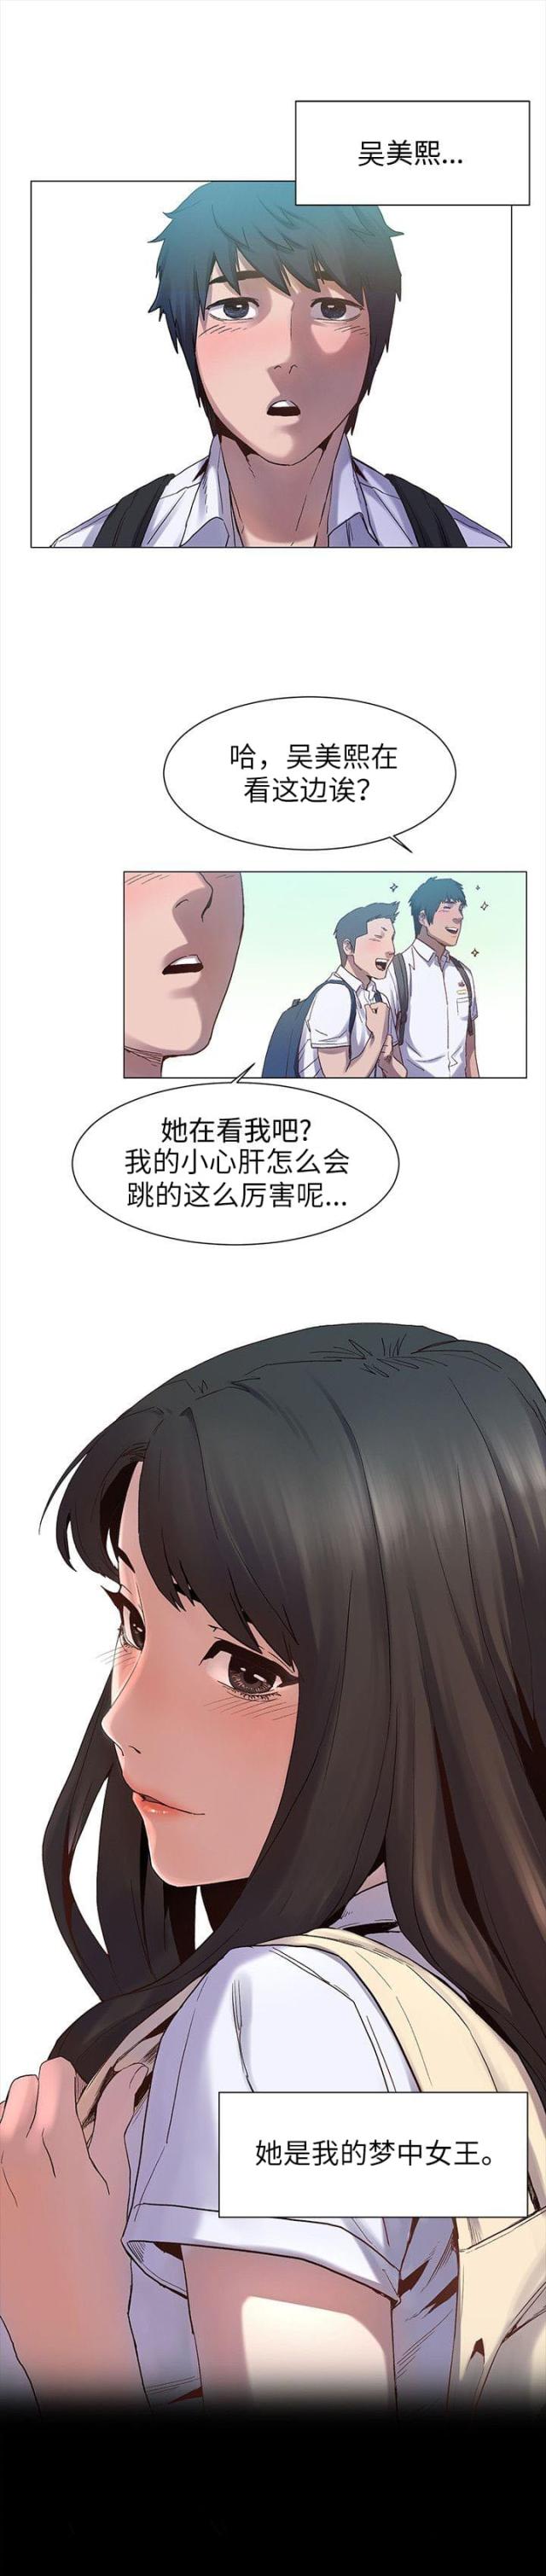 吴美熙...
哈，吴美熙在
看这边诶？
她在看我吧?
我的小心肝怎么会
跳的这么厉害呢...
她是我的梦中女王。